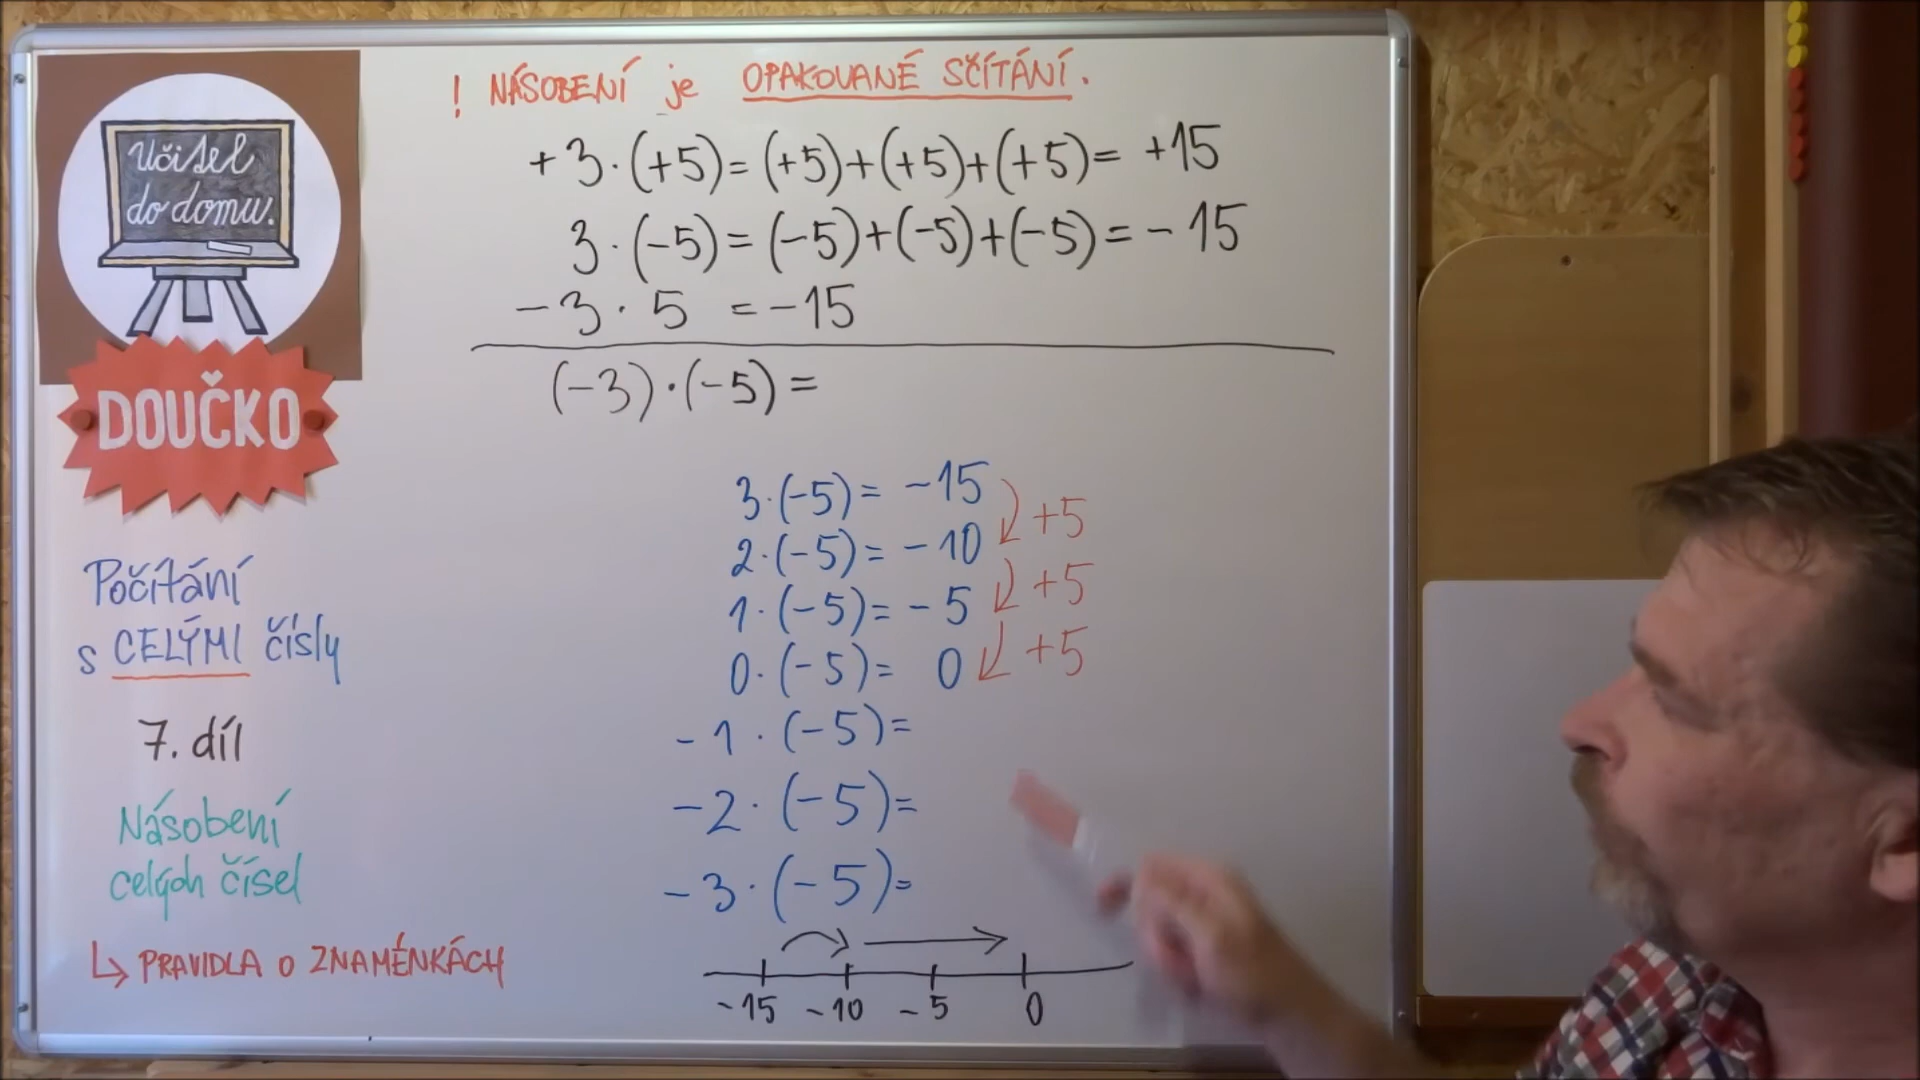 Učitel
do domu.
DOUČKO
Počítání
s CELÝMI čísly
7. díl
Násobení
celých čísel
↳ PRAVIDLA O ZNAMÉNKÁCH
! NÁSOBENÍ je OPAKOVANÉ SČÍTÁNÍ.
+3·(+5)=(+5)+(+5)+(+5)=+15
3·(-5)=(-5)+(-5)+(-5)=-15
-3·5=-15
(-3)·(-5)=
3·(-5)=-15
+5
2·(-5)=-10
+5
1·(-5)=-5
+5
0·(-5)=0
-1·(-5)=
-2·(-5)=
-3·(-5)=
-15 -10 -5 0